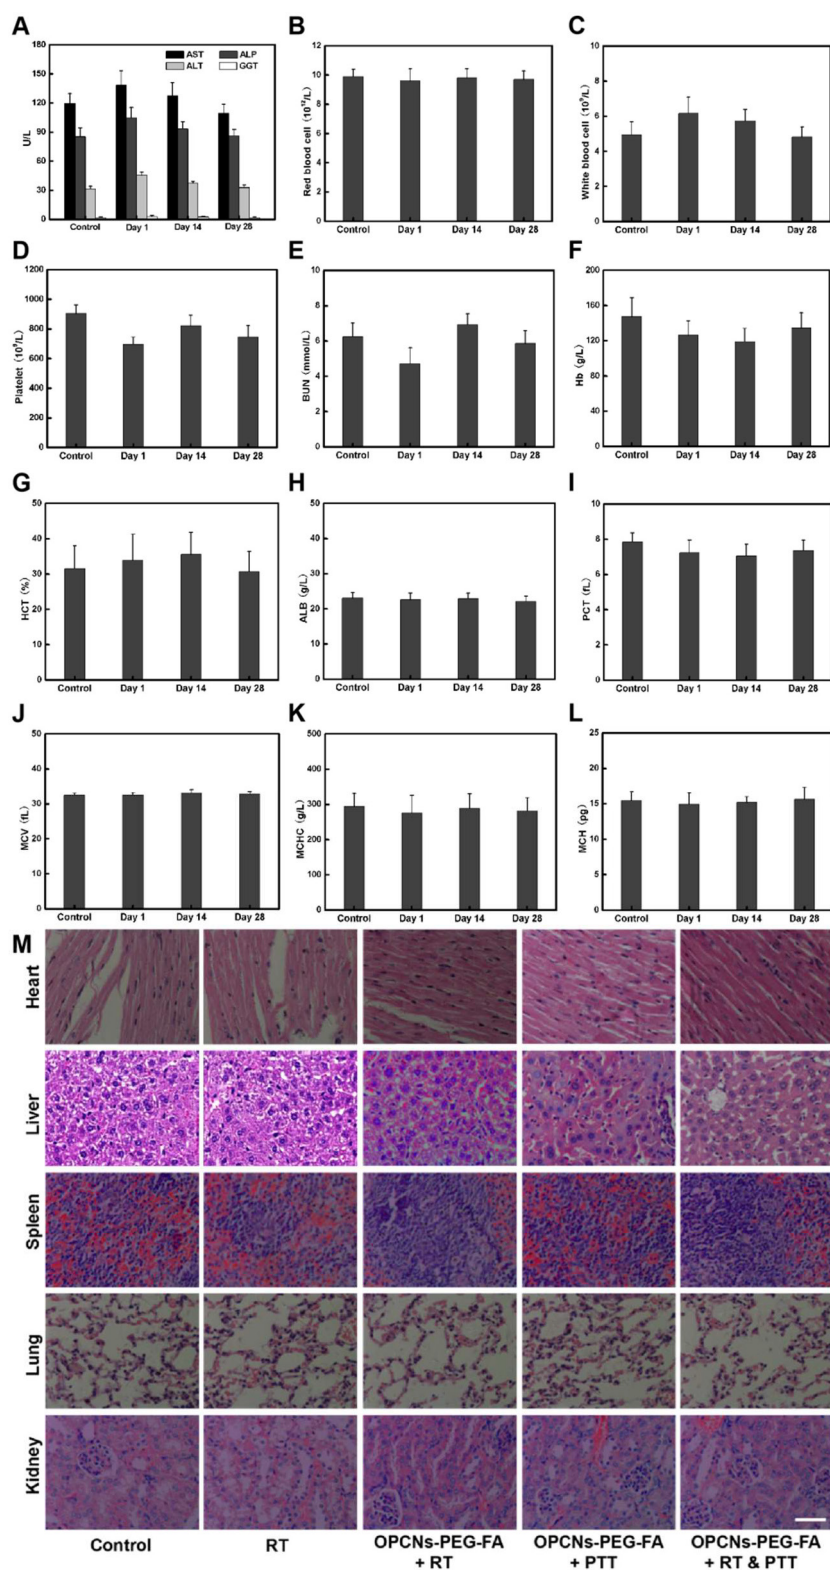 A
AST
ALP
ALT
GGT
180
150
120
90
60
30
0
U/L
Control
Day 1
Day 14
Day 28
B
12
10
8
6
4
2
0
Red blood cell (10¹²/L)
Control
Day 1
Day 14
Day 28
C
10
8
6
4
2
0
White blood cell (10⁹/L)
Control
Day 1
Day 14
Day 28
D
1200
1000
800
600
400
200
0
Platelet (10⁹/L)
Control
Day 1
Day 14
Day 28
E
10
8
6
4
2
0
BUN (mmol/L)
Control
Day 1
Day 14
Day 28
F
200
160
120
80
40
0
Hb (g/L)
Control
Day 1
Day 14
Day 28
G
50
40
30
20
10
0
HCT (%)
Control
Day 1
Day 14
Day 28
H
50
40
30
20
10
0
ALB (g/L)
Control
Day 1
Day 14
Day 28
I
10
8
6
4
2
0
PCT (fL)
Control
Day 1
Day 14
Day 28
J
50
40
30
20
10
0
MCV (fL)
Control
Day 1
Day 14
Day 28
K
500
400
300
200
100
0
MCHC (g/L)
Control
Day 1
Day 14
Day 28
L
25
20
15
10
5
0
MCH (pg)
Control
Day 1
Day 14
Day 28
M
Heart
Liver
Spleen
Lung
Kidney
Control
RT
OPCNs-PEG-FA
+ RT
OPCNs-PEG-FA
+ PTT
OPCNs-PEG-FA
+ RT & PTT